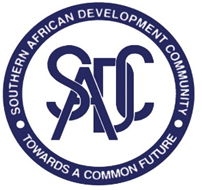 SOUTHERN AFRICAN DEVELOPMENT COMMUNITY
SADC
TOWARDS A COMMON FUTURE